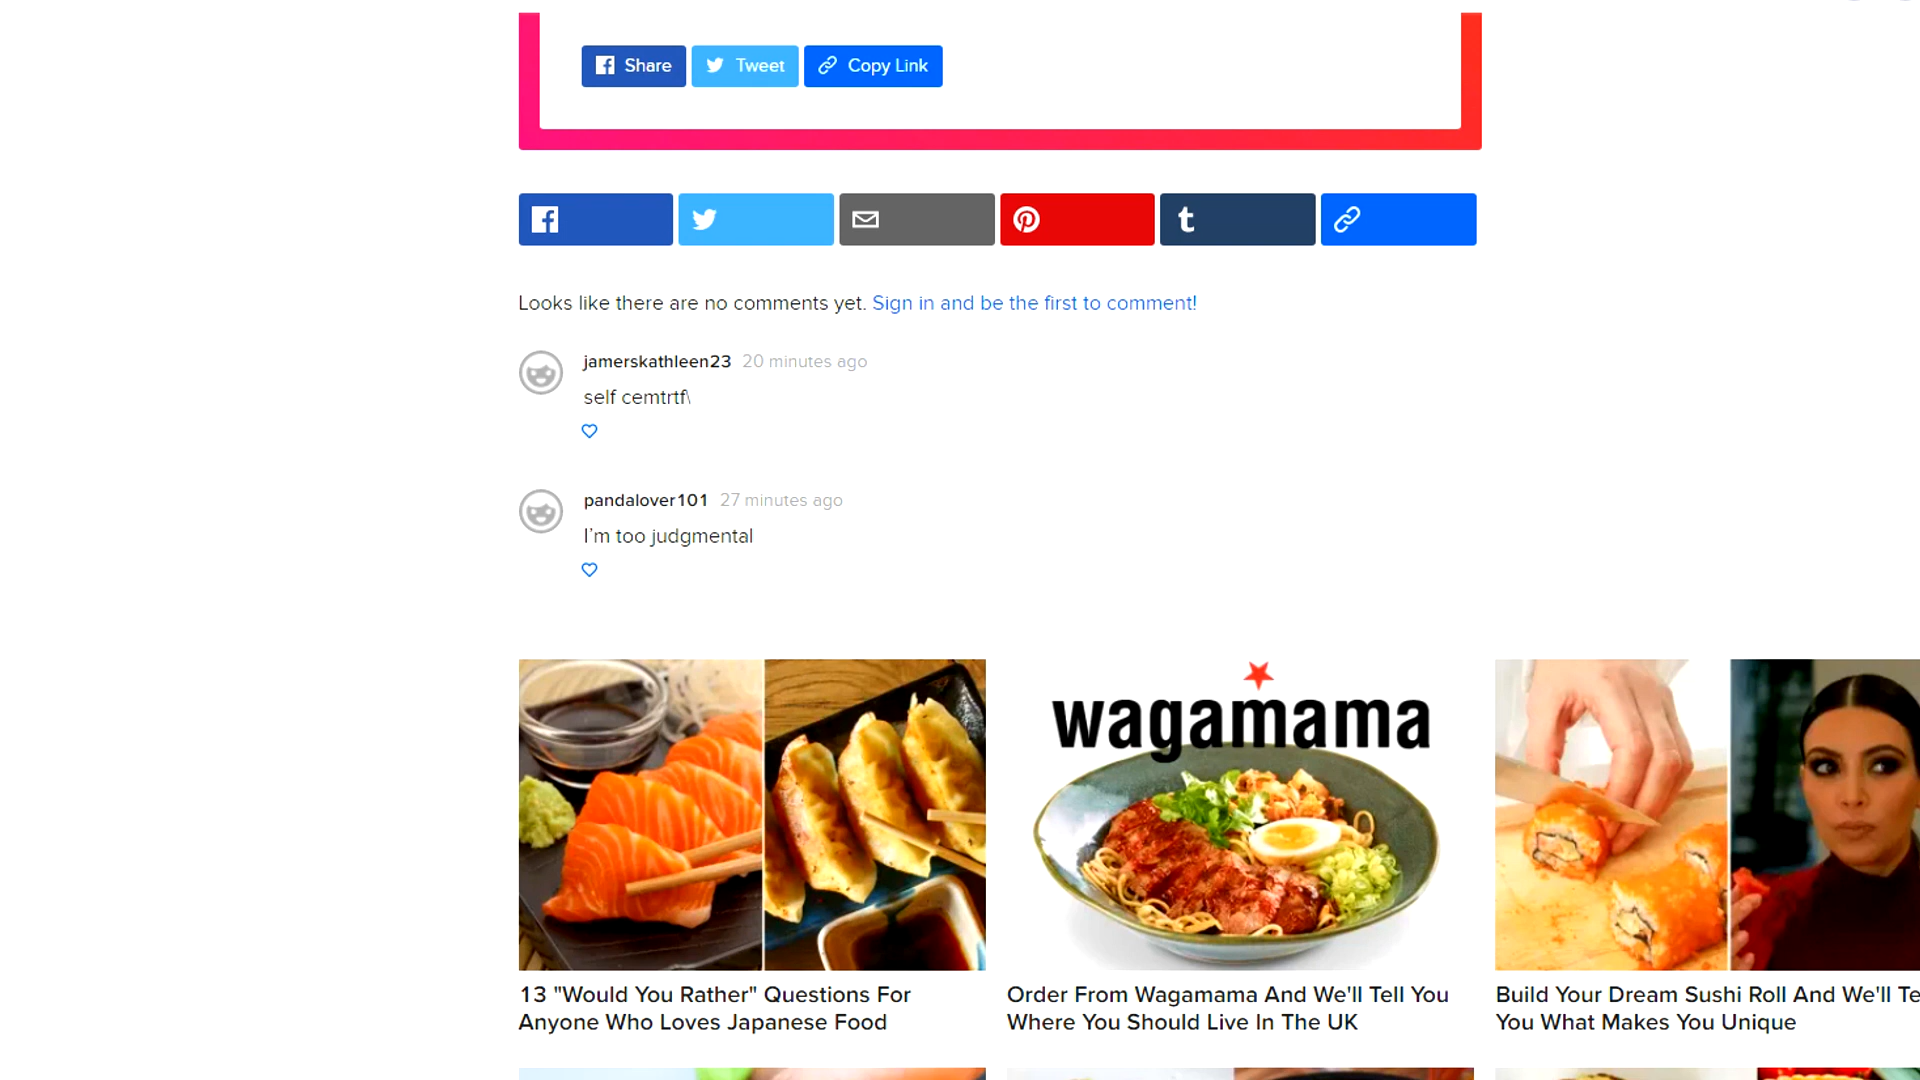 Share
Tweet
Copy Link
Looks like there are no comments yet. Sign in and be the first to comment!
jamerskathleen23 20 minutes ago
self cemtrtf\
pandalover101 27 minutes ago
I'm too judgmental
wagamama
13 "Would You Rather" Questions For
Anyone Who Loves Japanese Food
Order From Wagamama And We'll Tell You
Where You Should Live In The UK
Build Your Dream Sushi Roll And We'll Te
You What Makes You Unique